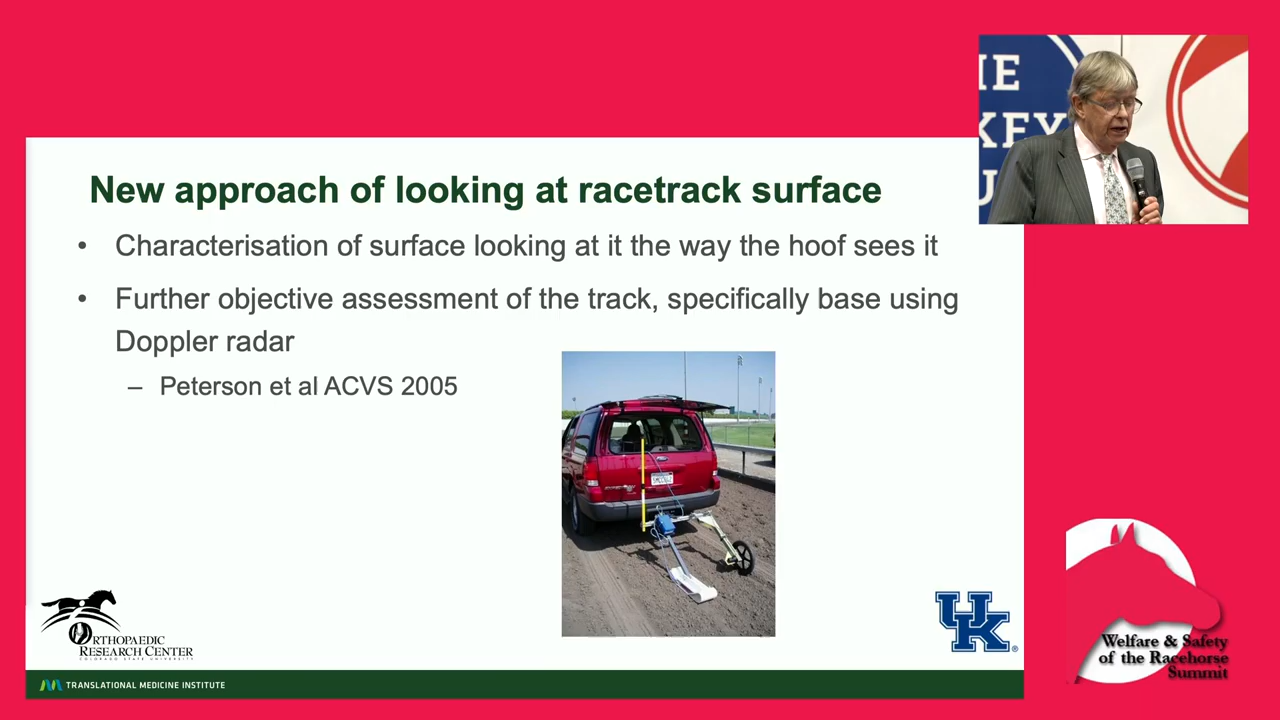 New approach of looking at racetrack surface
• Characterisation of surface looking at it the way the hoof sees it
• Further objective assessment of the track, specifically base using
Doppler radar
– Peterson et al ACVS 2005
ORTHOPAEDIC
RESEARCH CENTER
COLORADO STATE UNIVERSITY
UK
TRANSLATIONAL MEDICINE INSTITUTE
Welfare & Safety
of the Racehorse
Summit